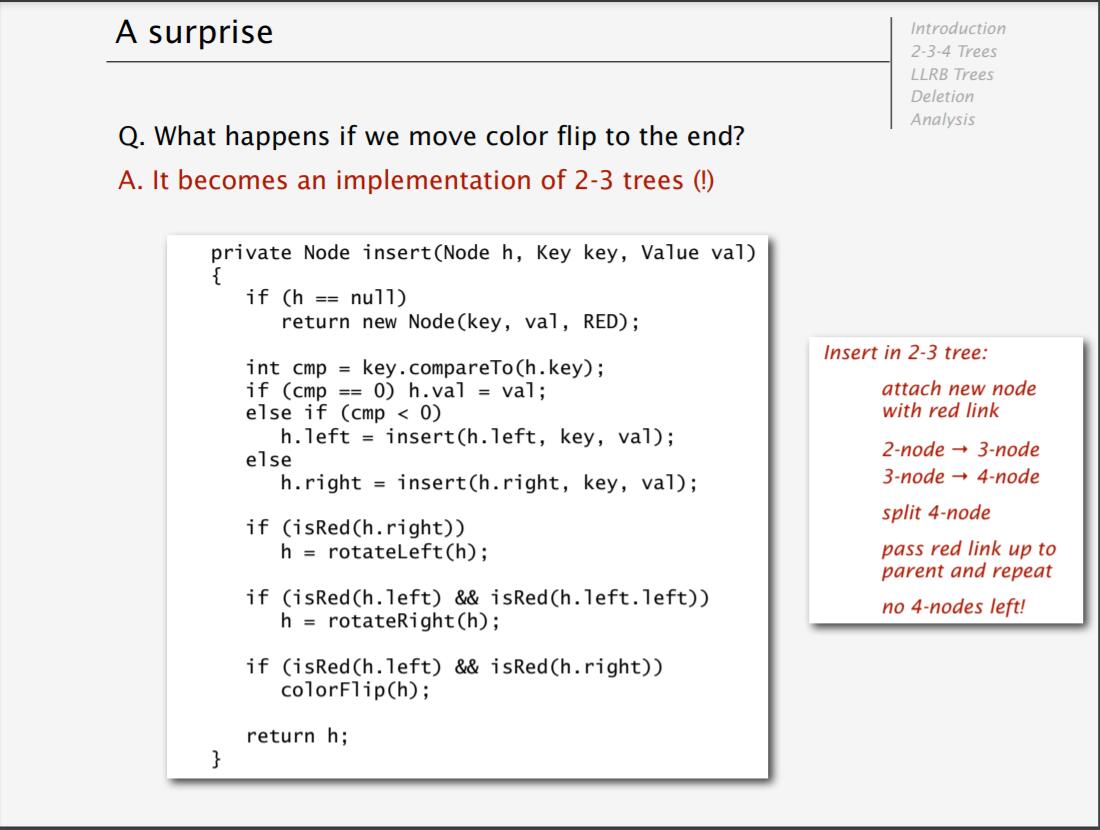 A surprise
Introduction
2-3-4 Trees
LLRB Trees
Deletion
Analysis
Q. What happens if we move color flip to the end?
A. It becomes an implementation of 2-3 trees (!)
private Node insert(Node h, Key key, Value val)
{
if (h == null)
return new Node(key, val, RED);
int cmp = key.compareTo(h.key);
if (cmp == 0) h.val = val;
else if (cmp < 0)
h.left = insert(h.left, key, val);
else
h.right = insert(h.right, key, val);
if (isRed(h.right))
h = rotateLeft(h);
if (isRed(h.left) && isRed(h.left.left))
h = rotateRight(h);
if (isRed(h.left) && isRed(h.right))
colorFlip(h);
return h;
}
Insert in 2-3 tree:
attach new node
with red link
2-node → 3-node
3-node → 4-node
split 4-node
pass red link up to
parent and repeat
no 4-nodes left!